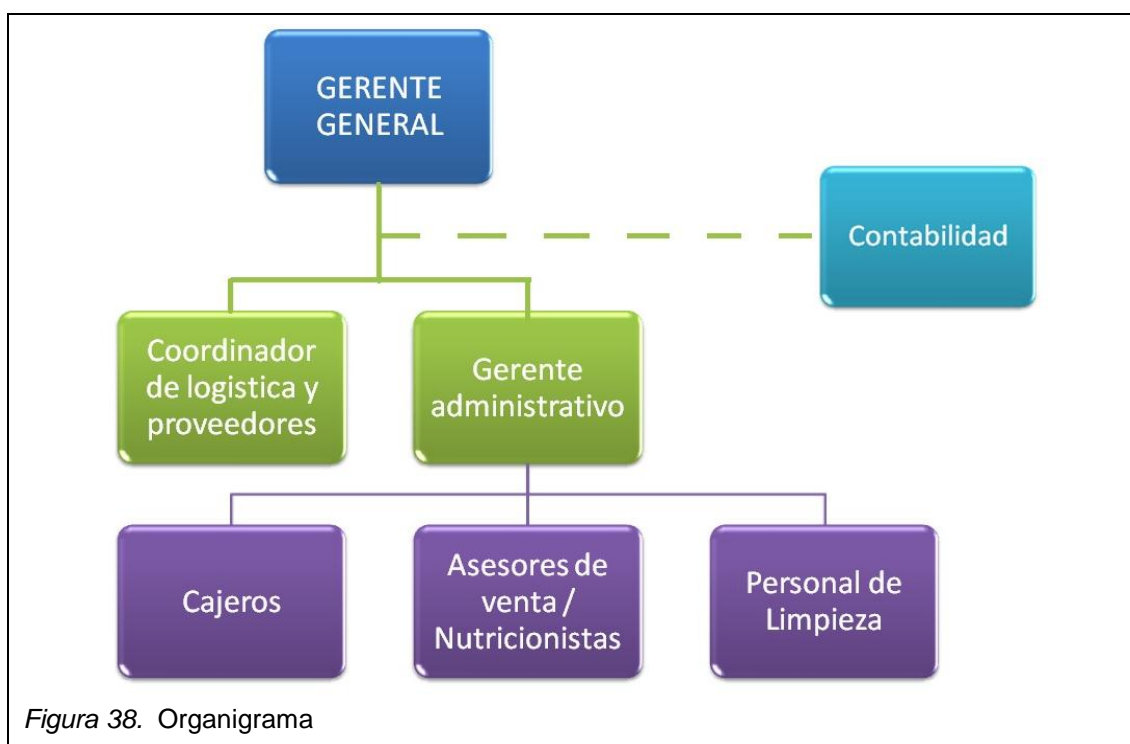 GERENTE
GENERAL
Contabilidad
Coordinador
de logistica y
proveedores
Gerente
administrativo
Cajeros
Asesores de
venta /
Nutricionistas
Personal de
Limpieza
Figura 38. Organigrama